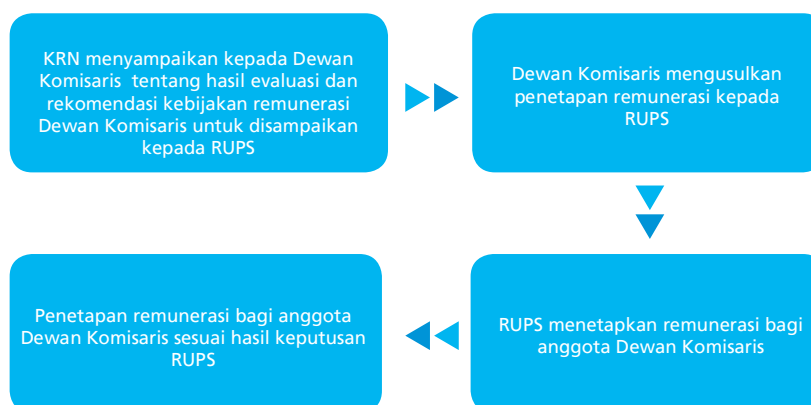 KRN menyampaikan kepada Dewan
Komisaris tentang hasil evaluasi dan
rekomendasi kebijakan remunerasi
Dewan Komisaris untuk disampaikan
kepada RUPS
Dewan Komisaris mengusulkan
penetapan remunerasi kepada
RUPS
RUPS menetapkan remunerasi bagi
anggota Dewan Komisaris
Penetapan remunerasi bagi anggota
Dewan Komisaris sesuai hasil keputusan
RUPS